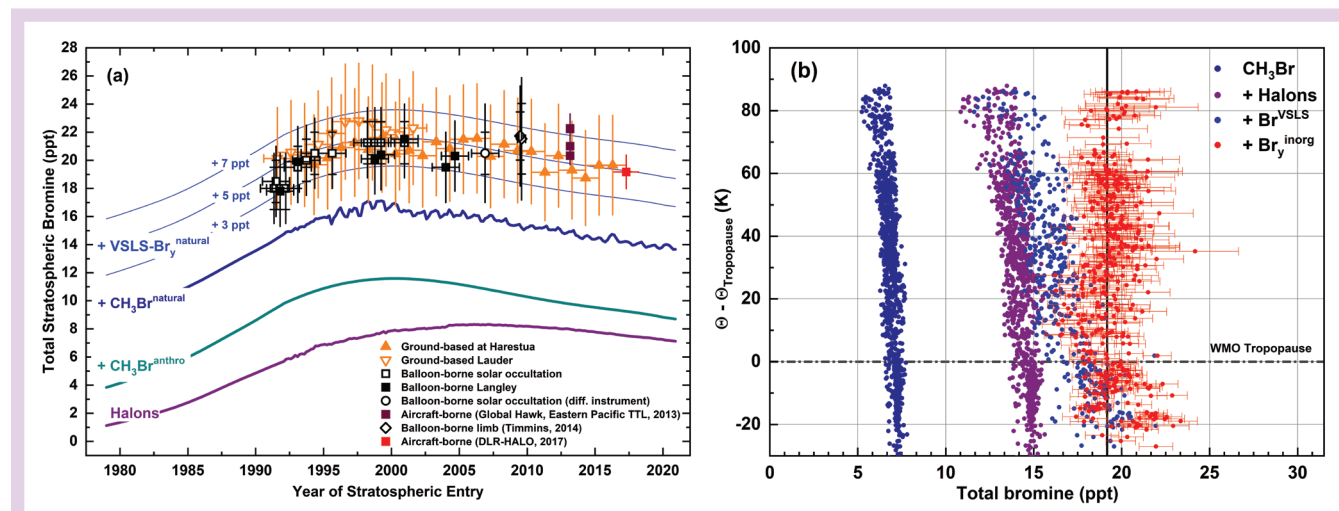 (a)
Total Stratospheric Bromine (ppt)
28
26
24
22
20
18
16
14
12
10
8
6
4
2
0
+ 7 ppt
+ 5 ppt
+ 3 ppt
+ VSLS-Br_y^natural
+ CH₃Br^natural
+ CH₃Br^anthro
Halons
Ground-based at Harestua
Ground-based Lauder
Balloon-borne solar occultation
Balloon-borne Langley
Balloon-borne solar occultation (diff. instrument)
Aircraft-borne (Global Hawk, Eastern Pacific TTL, 2013)
Balloon-borne limb (Timmins, 2014)
Aircraft-borne (DLR-HALO, 2017)
1980 1985 1990 1995 2000 2005 2010 2015 2020
Year of Stratospheric Entry
(b)
Θ - Θ_Tropopause (K)
100
80
60
40
20
0
-20
CH₃Br
+ Halons
+ Br^VSLS
+ Br_y^inorg
WMO Tropopause
0 5 10 15 20 25 30
Total bromine (ppt)